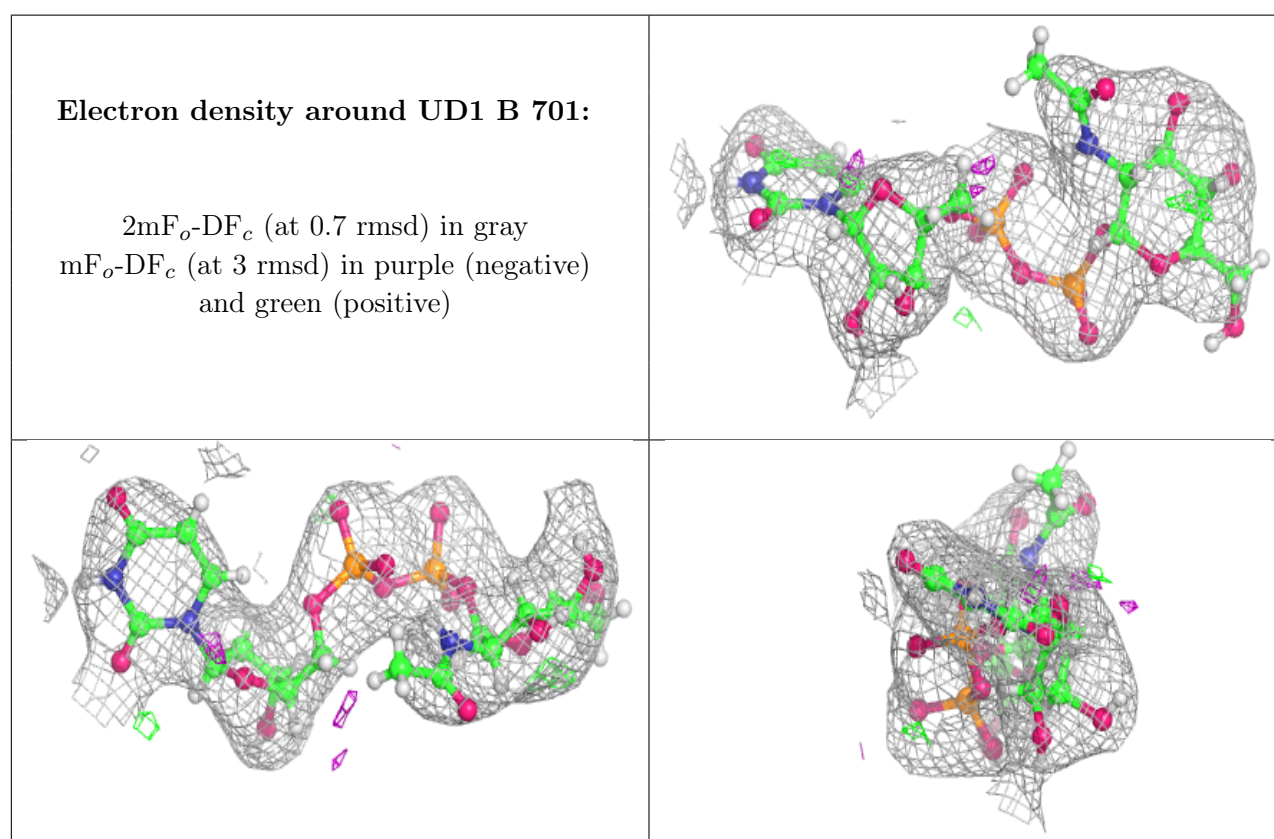 Electron density around UD1 B 701:
2mFₒ-DF𝒸 (at 0.7 rmsd) in gray
mFₒ-DF𝒸 (at 3 rmsd) in purple (negative)
and green (positive)